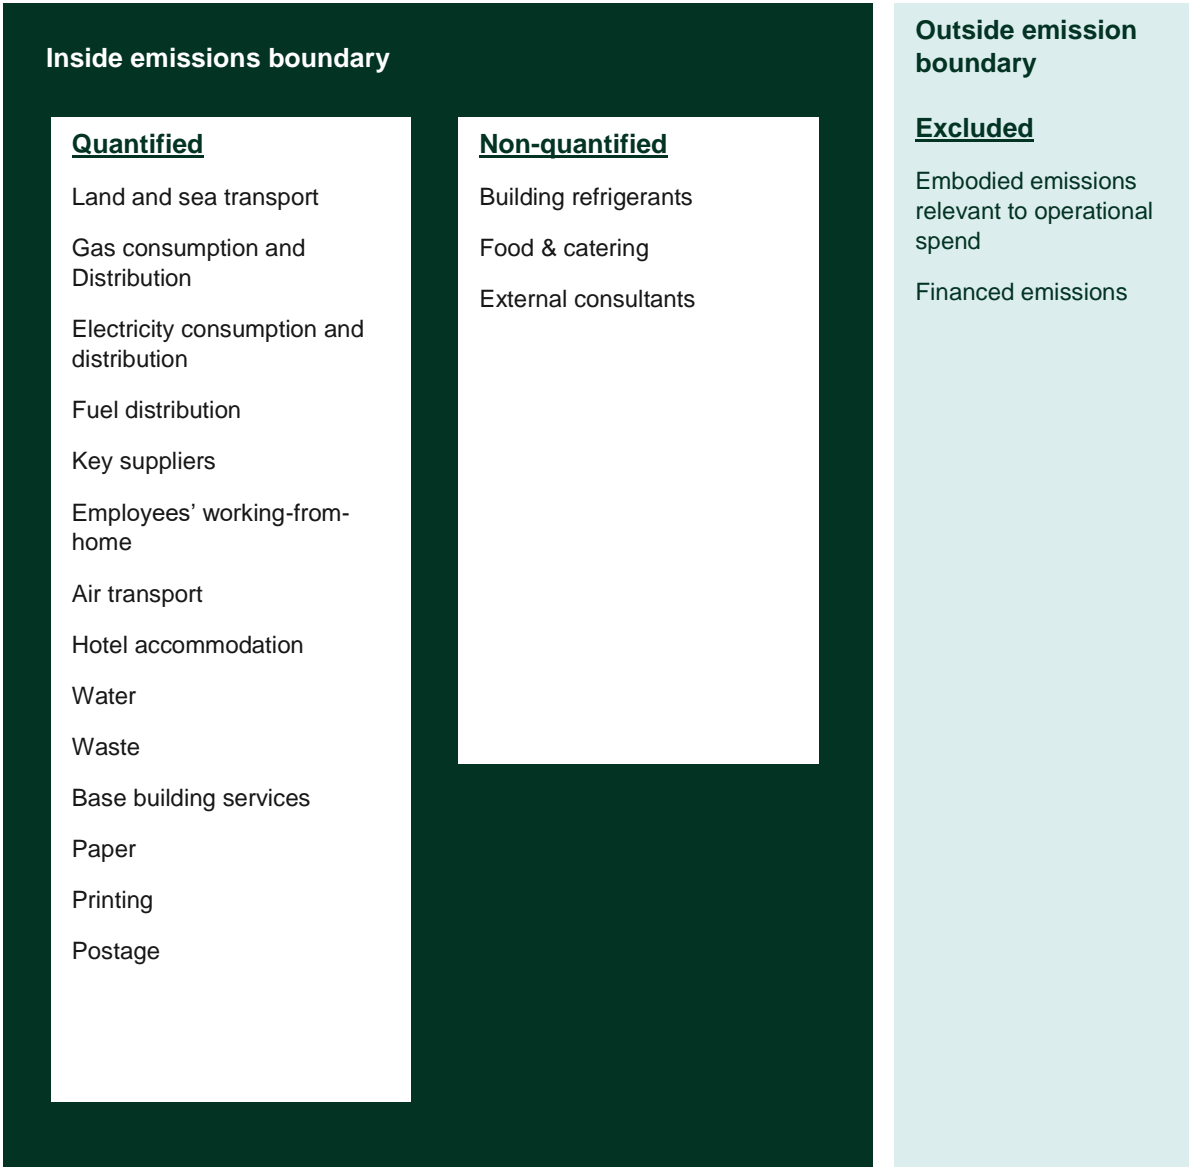 Inside emissions boundary
Quantified
Land and sea transport
Gas consumption and
Distribution
Electricity consumption and
distribution
Fuel distribution
Key suppliers
Employees’ working-from-
home
Air transport
Hotel accommodation
Water
Waste
Base building services
Paper
Printing
Postage
Non-quantified
Building refrigerants
Food & catering
External consultants
Outside emission
boundary
Excluded
Embodied emissions
relevant to operational
spend
Financed emissions